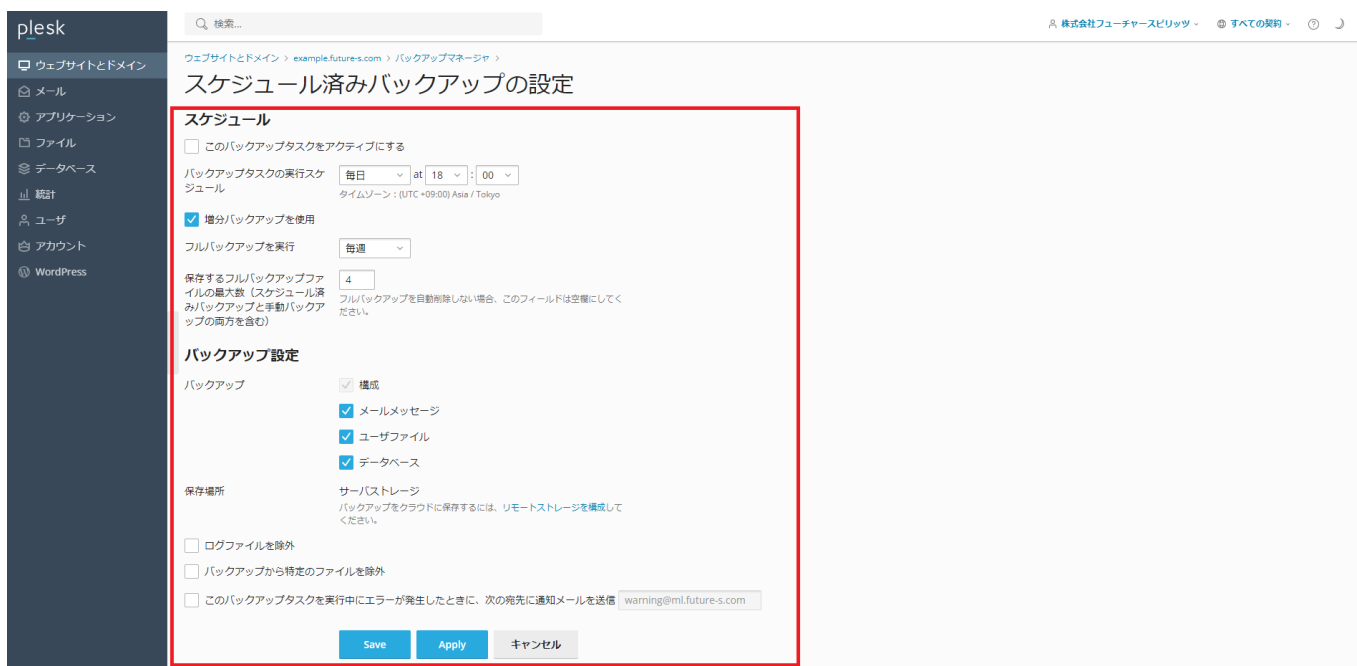 plesk
検索...
株式会社フューチャースピリッツ
すべての契約
ウェブサイトとドメイン
メール
アプリケーション
ファイル
データベース
統計
ユーザ
アカウント
WordPress
ウェブサイトとドメイン > example.future-s.com > バックアップマネージャ >
スケジュール済みバックアップの設定
スケジュール
このバックアップタスクをアクティブにする
バックアップタスクの実行スケ
ジュール
毎日 at 18 : 00
タイムゾーン : (UTC +09:00) Asia / Tokyo
増分バックアップを使用
フルバックアップを実行
毎週
保存するフルバックアップファ
イルの最大数（スケジュール済
みバックアップと手動バックア
ップの両方を含む）
4
フルバックアップを自動削除しない場合、このフィールドは空欄にしてく
ださい。
バックアップ設定
バックアップ
構成
メールメッセージ
ユーザファイル
データベース
保存場所
サーバストレージ
バックアップをクラウドに保存するには、リモートストレージを構成して
ください。
ログファイルを除外
バックアップから特定のファイルを除外
このバックアップタスクを実行中にエラーが発生したときに、次の宛先に通知メールを送信 warning@ml.future-s.com
Save Apply キャンセル